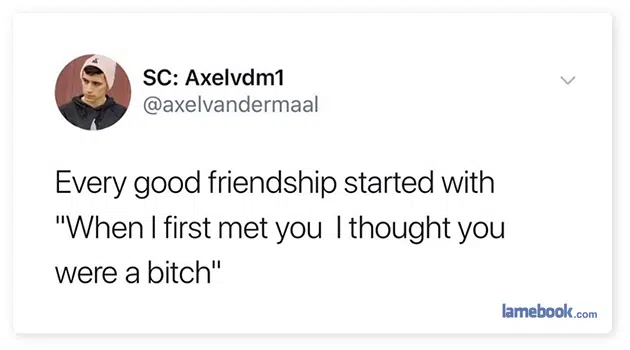 SC: Axelvdm1
@axelvandermaal
Every good friendship started with
"When I first met you  I thought you
were a bitch"
lamebook.com